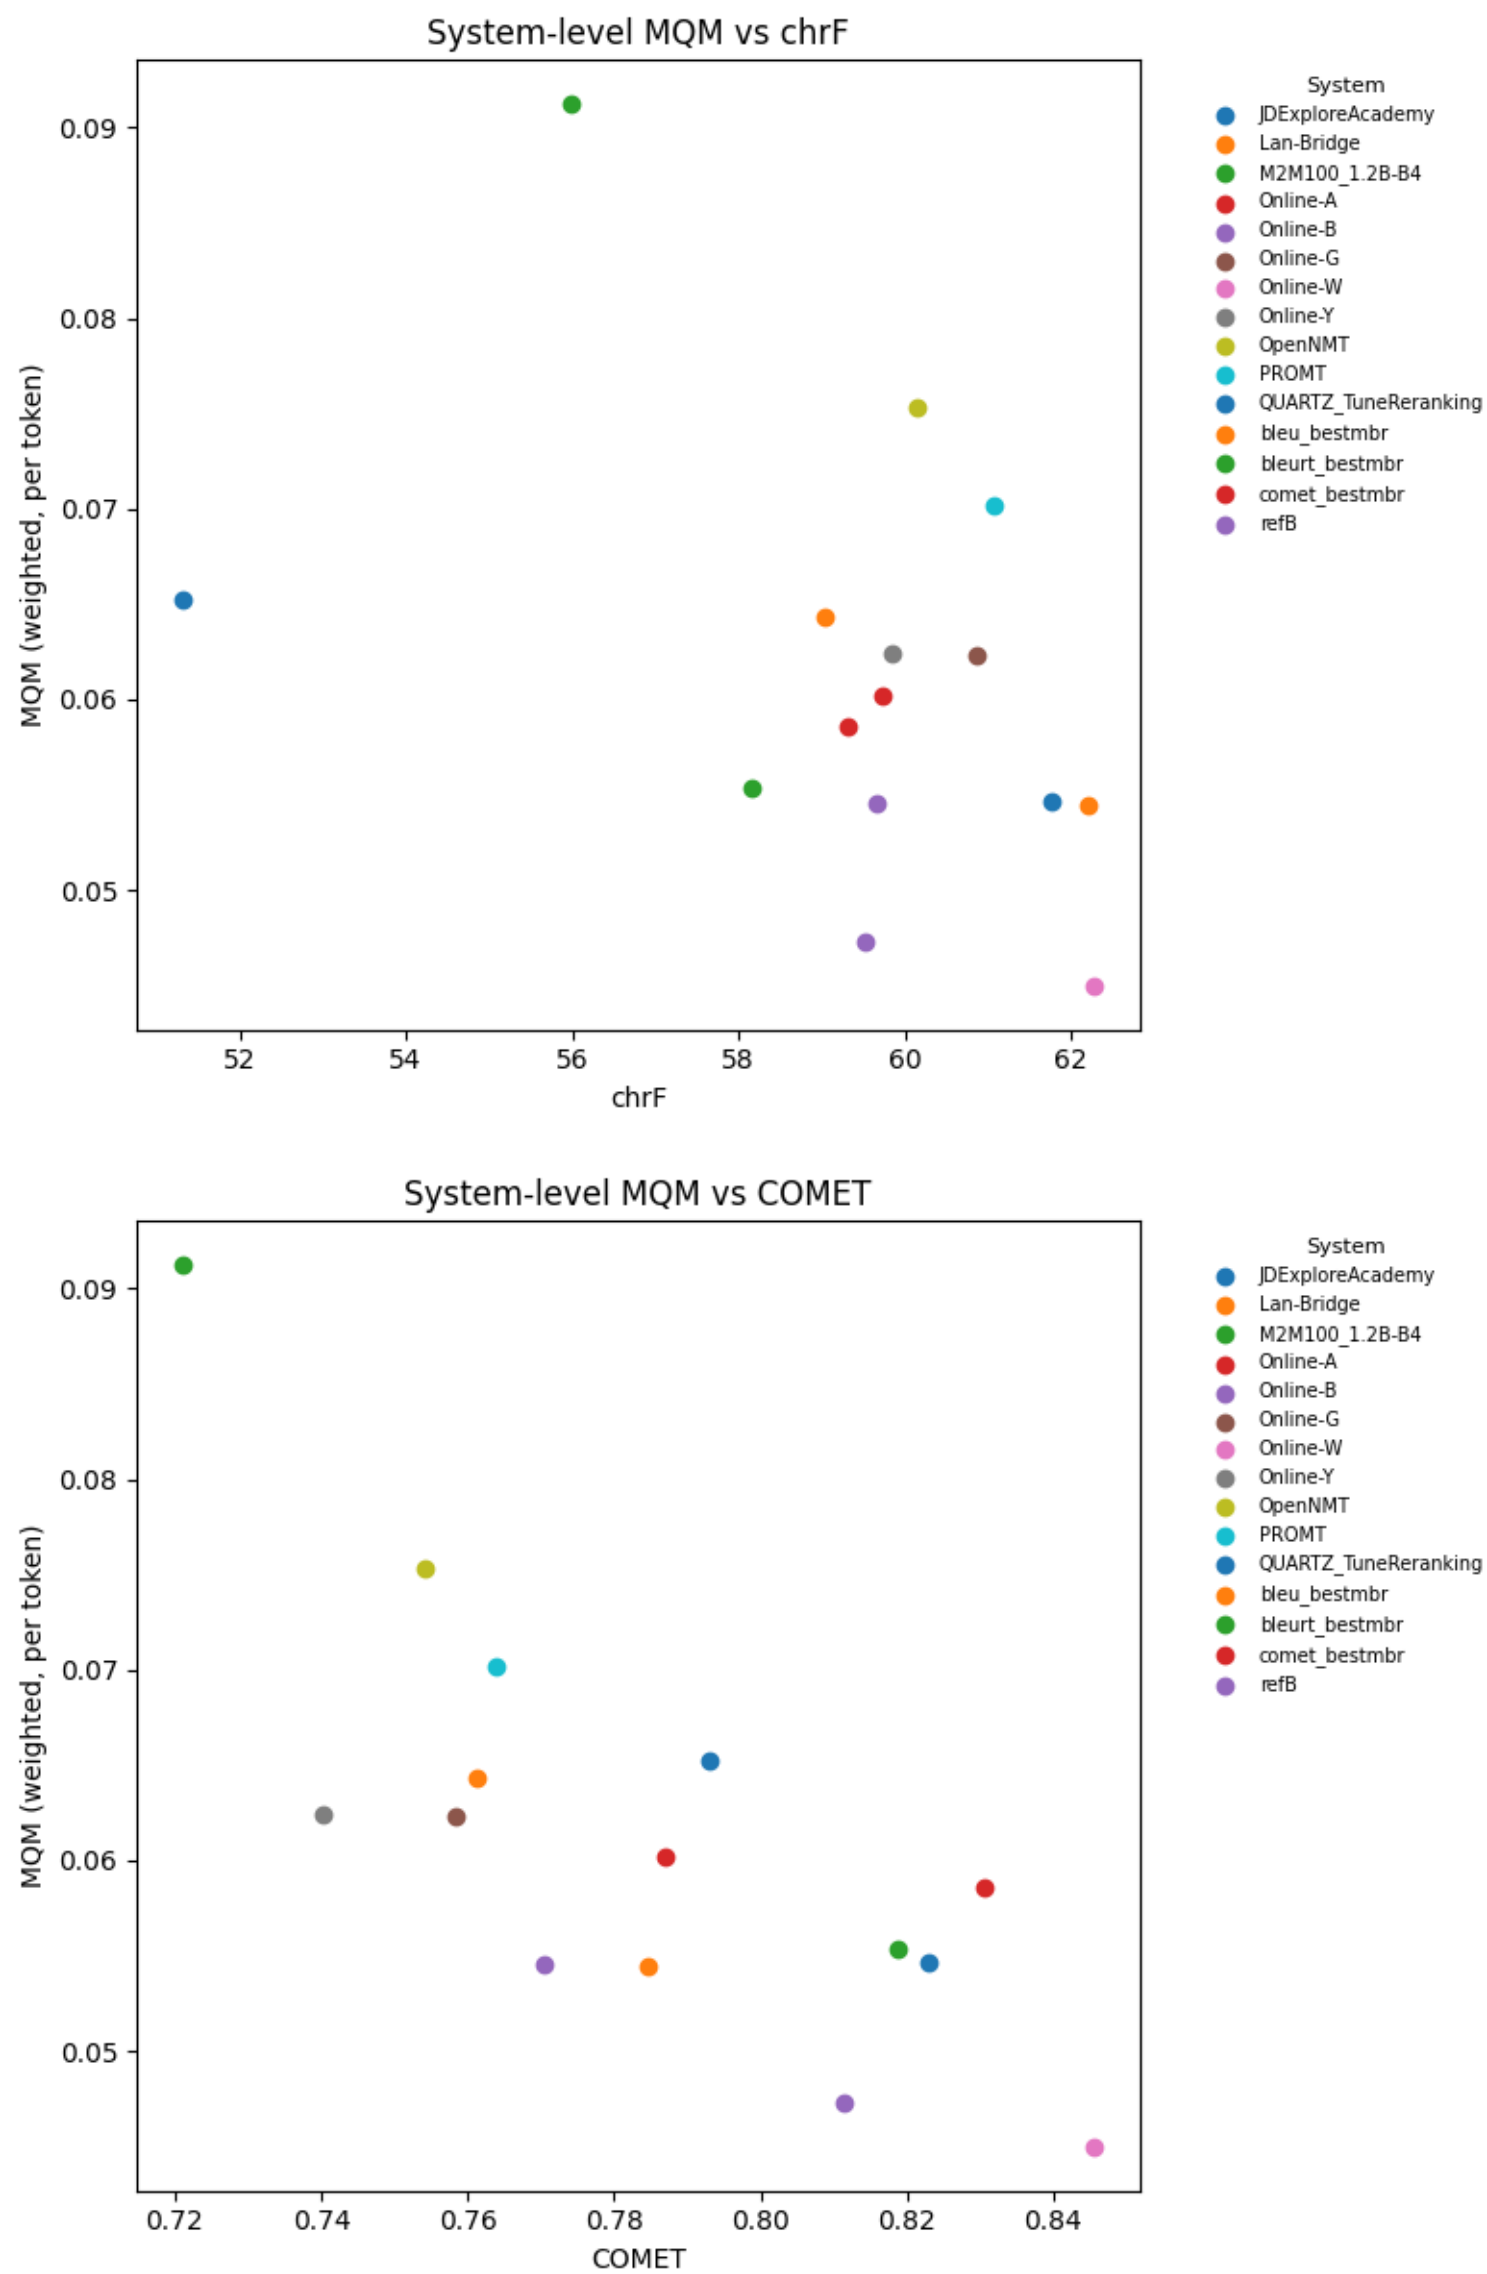 System-level MQM vs chrF
MQM (weighted, per token)
0.09
0.08
0.07
0.06
0.05
52 54 56 58 60 62
chrF
System
JDExploreAcademy
Lan-Bridge
M2M100_1.2B-B4
Online-A
Online-B
Online-G
Online-W
Online-Y
OpenNMT
PROMT
QUARTZ_TuneReranking
bleu_bestmbr
bleurt_bestmbr
comet_bestmbr
refB
System-level MQM vs COMET
MQM (weighted, per token)
0.09
0.08
0.07
0.06
0.05
0.72 0.74 0.76 0.78 0.80 0.82 0.84
COMET
System
JDExploreAcademy
Lan-Bridge
M2M100_1.2B-B4
Online-A
Online-B
Online-G
Online-W
Online-Y
OpenNMT
PROMT
QUARTZ_TuneReranking
bleu_bestmbr
bleurt_bestmbr
comet_bestmbr
refB